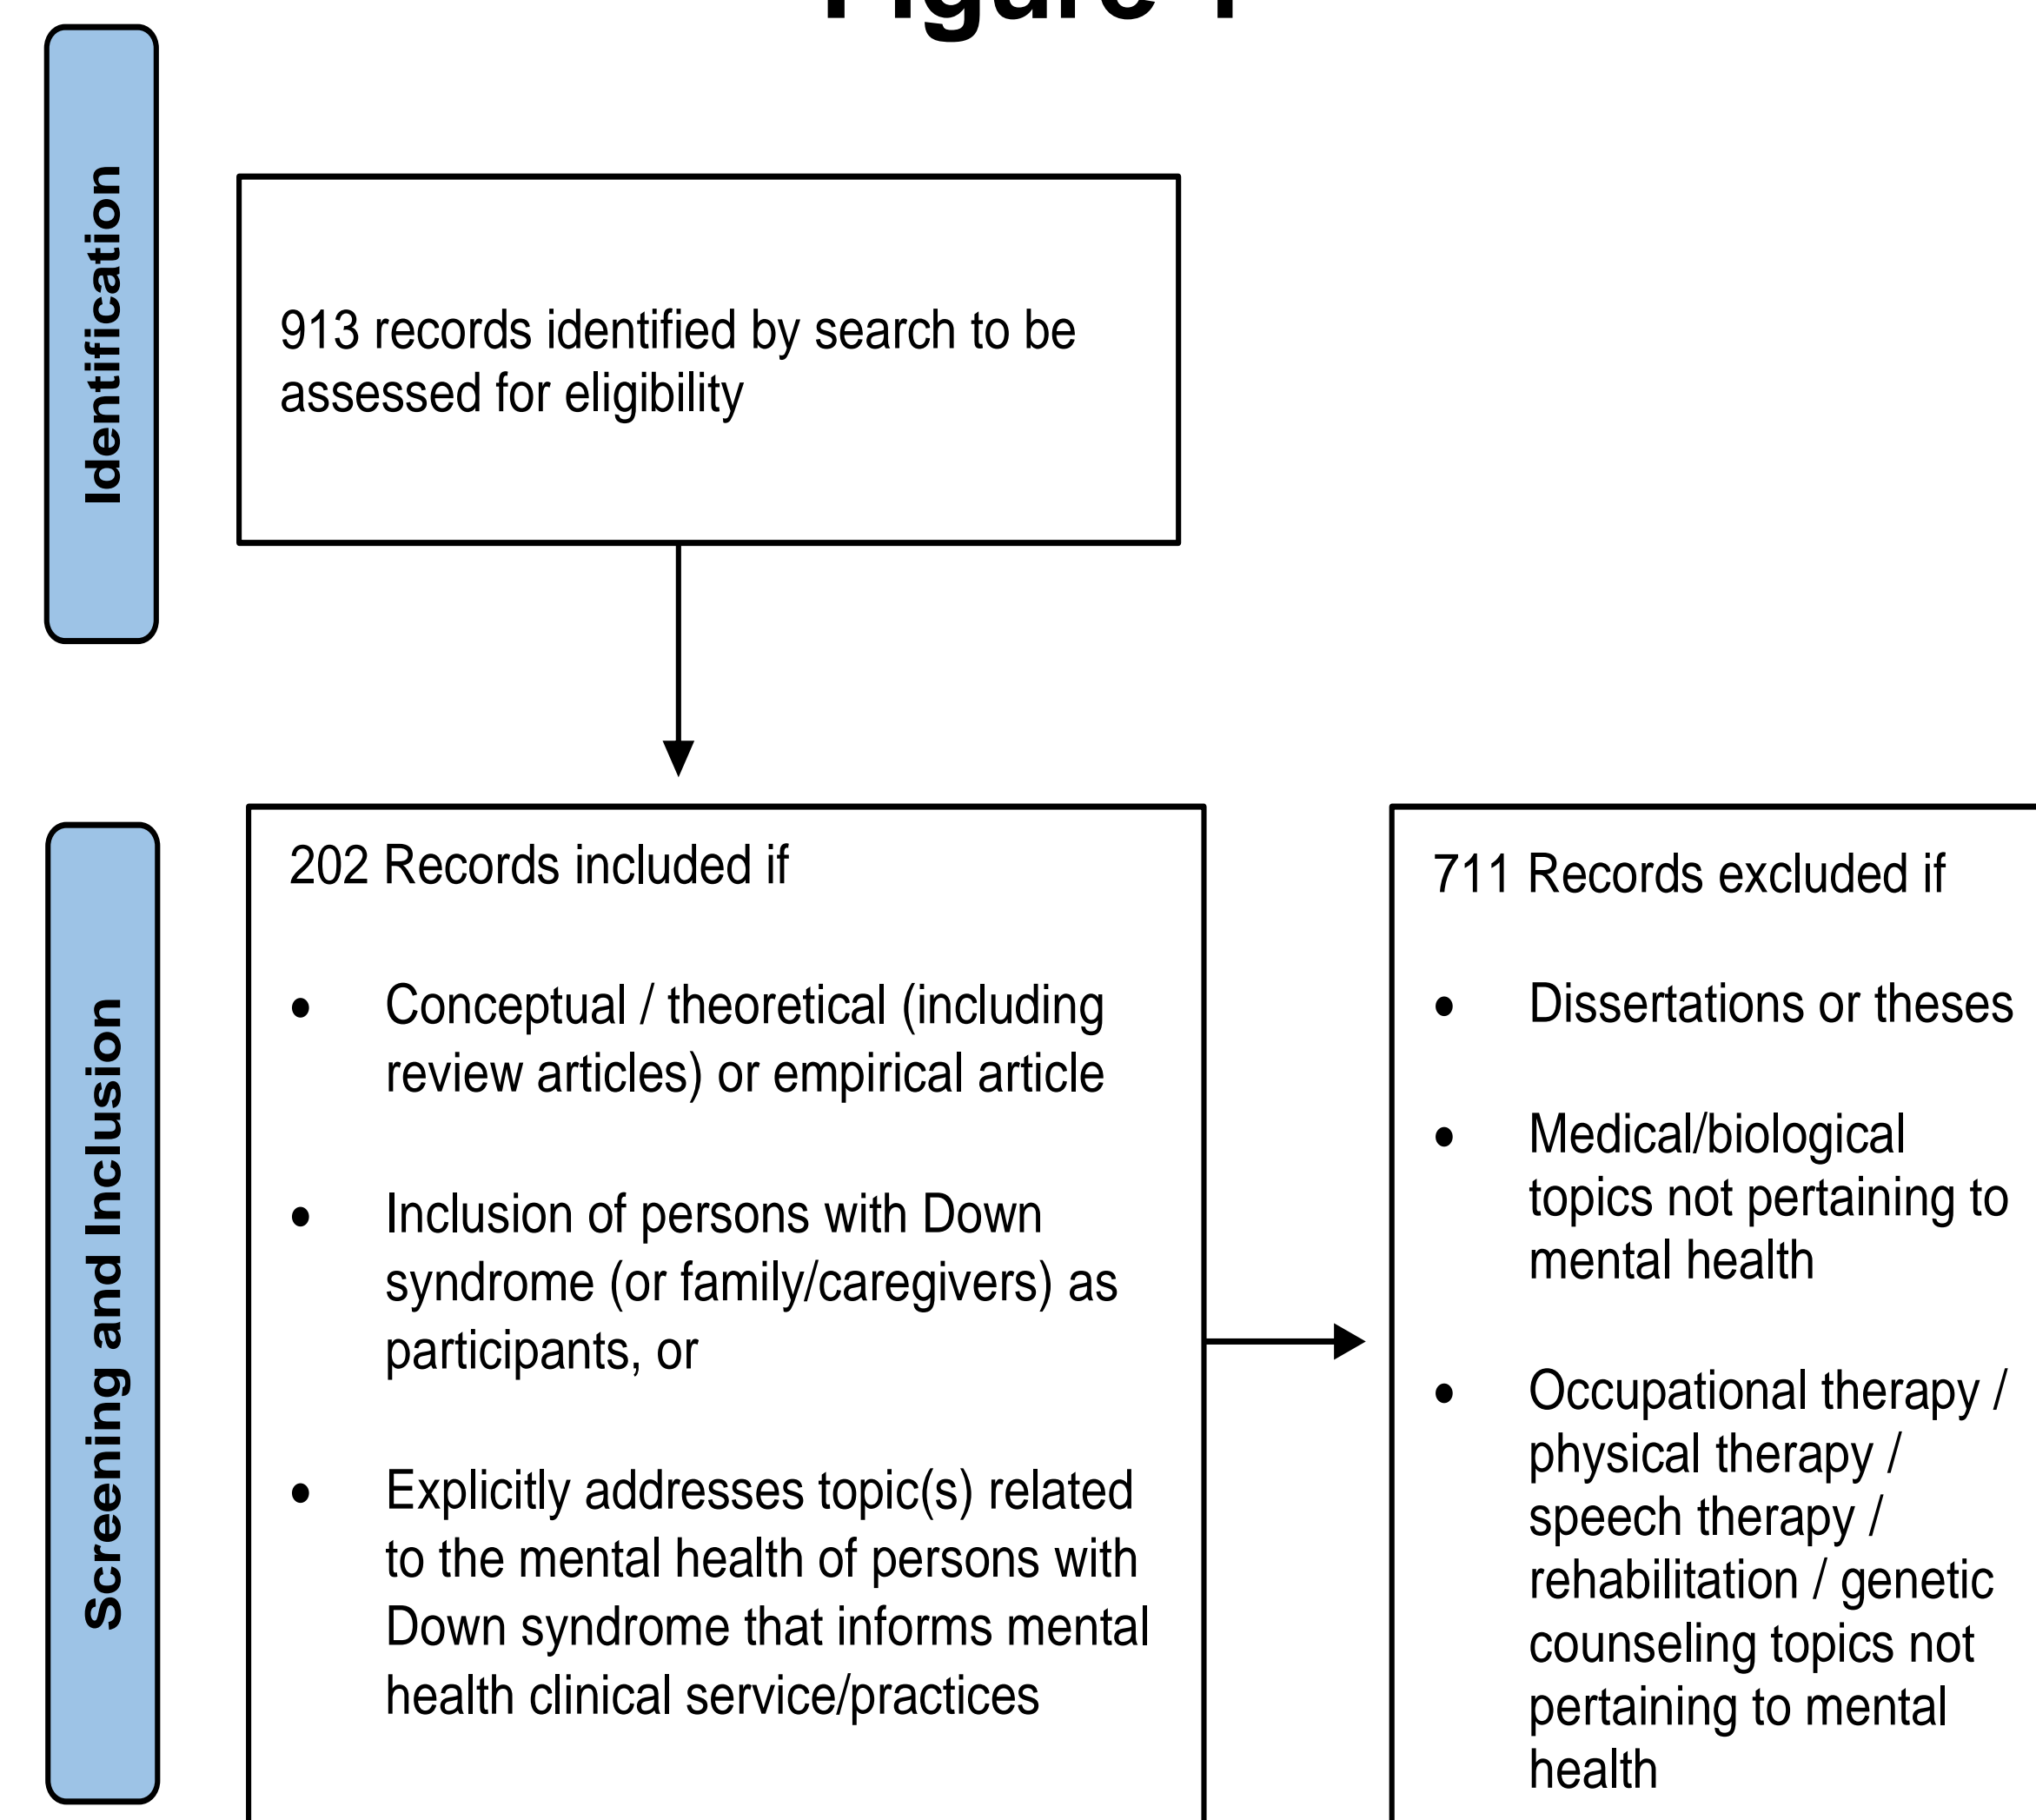 Figure 1
Identification
913 records identified by search to be
assessed for eligibility
Screening and Inclusion
202 Records included if
• Conceptual / theoretical (including
review articles) or empirical article
• Inclusion of persons with Down
syndrome (or family/caregivers) as
participants, or
• Explicitly addresses topic(s) related
to the mental health of persons with
Down syndrome that informs mental
health clinical service/practices
711 Records excluded if
• Dissertations or theses
• Medical/biological
topics not pertaining to
mental health
• Occupational therapy /
physical therapy /
speech therapy /
rehabilitation / genetic
counseling topics not
pertaining to mental
health